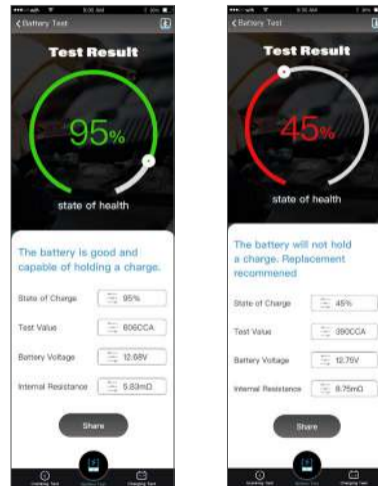 Battery Test
Test Result
95%
state of health
The battery is good and
capable of holding a charge.
State of Charge 95%
Test Value 606CCA
Battery Voltage 12.68V
Internal Resistance 5.83mΩ
Share
Battery Test
Test Result
45%
state of health
The battery will not hold
a charge. Replacement
recommened
State of Charge 45%
Test Value 390CCA
Battery Voltage 12.75V
Internal Resistance 8.75mΩ
Share